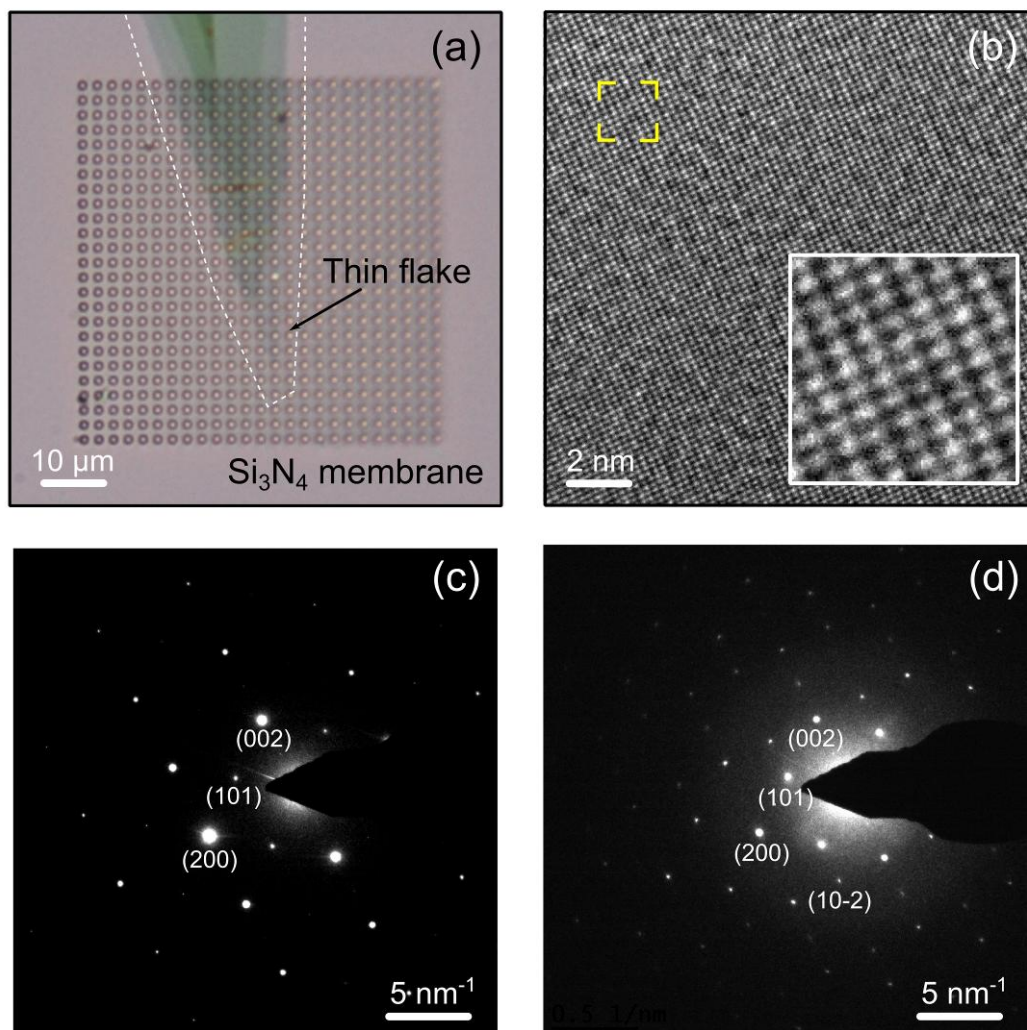 (a)
Thin flake
10 μm
Si₃N₄ membrane
(b)
2 nm
(c)
(002)
(101)
(200)
5 nm⁻¹
(d)
(002)
(101)
(200)
(10-2)
0.5 1/nm
5 nm⁻¹